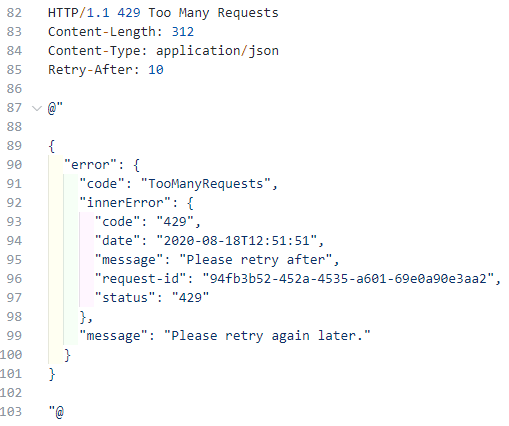 82 HTTP/1.1 429 Too Many Requests
83 Content-Length: 312
84 Content-Type: application/json
85 Retry-After: 10
86
87 @"
88
89 {
90   "error": {
91     "code": "TooManyRequests",
92     "innerError": {
93       "code": "429",
94       "date": "2020-08-18T12:51:51",
95       "message": "Please retry after",
96       "request-id": "94fb3b52-452a-4535-a601-69e0a90e3aa2",
97       "status": "429"
98     },
99     "message": "Please retry again later."
100   }
101 }
102
103 "@